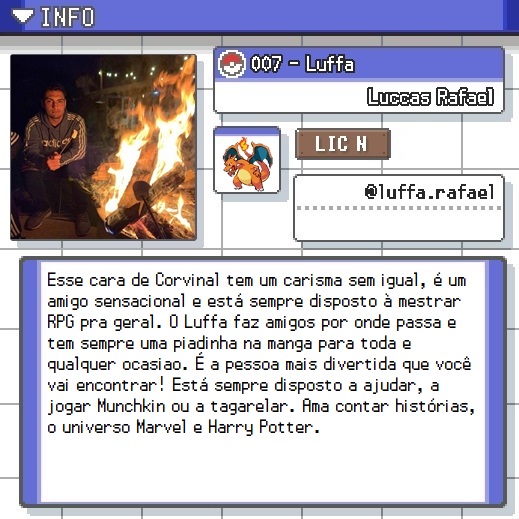 INFO
007 - Luffa
Luccas Rafael
LIC N
@luffa.rafael
Esse cara de Corvinal tem um carisma sem igual, é um
amigo sensacional e está sempre disposto à mestrar
RPG pra geral. O Luffa faz amigos por onde passa e
tem sempre uma piadinha na manga para toda e
qualquer ocasiao. É a pessoa mais divertida que você
vai encontrar! Está sempre disposto a ajudar, a
jogar Munchkin ou a tagarelar. Ama contar histórias,
o universo Marvel e Harry Potter.